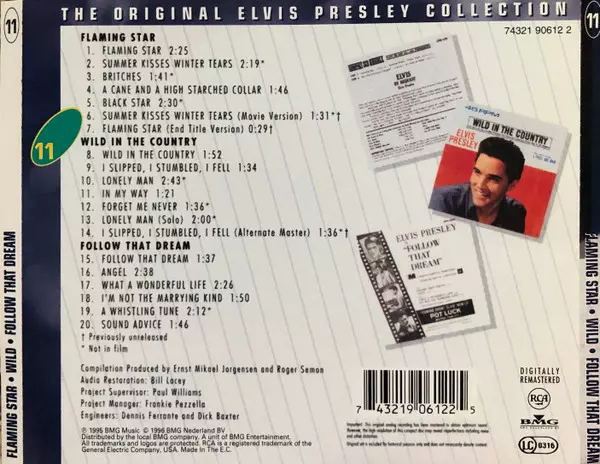 11
THE ORIGINAL ELVIS PRESLEY COLLECTION
11
74321 90612 2
FLAMING STAR
1. FLAMING STAR 2:25
2. SUMMER KISSES WINTER TEARS 2:19*
3. BRITCHES 1:41*
4. A CANE AND A HIGH STARCHED COLLAR 1:46
5. BLACK STAR 2:30*
6. SUMMER KISSES WINTER TEARS (Movie Version) 1:31*†
7. FLAMING STAR (End Title Version) 0:29†
11
WILD IN THE COUNTRY
8. WILD IN THE COUNTRY 1:52
9. I SLIPPED, I STUMBLED, I FELL 1:34
10. LONELY MAN 2:43*
11. IN MY WAY 1:21
12. FORGET ME NEVER 1:36*
13. LONELY MAN (Solo) 2:00*
14. I SLIPPED, I STUMBLED, I FELL (Alternate Master) 1:36*†
FOLLOW THAT DREAM
15. FOLLOW THAT DREAM 1:37
16. ANGEL 2:38
17. WHAT A WONDERFUL LIFE 2:26
18. I'M NOT THE MARRYING KIND 1:50
19. A WHISTLING TUNE 2:12*
20. SOUND ADVICE 1:46
† Previously unreleased
* Not in film
Compilation Produced by Ernst Mikael Jorgensen and Roger Semon
Audio Restoration: Bill Lacey
Project Supervisor: Paul Williams
Project Manager: Frankie Pezzella
Engineers: Dennis Ferrante and Dick Baxter
℗ 1995 BMG Music © 1996 BMG Nederland BV
Distributed by the local BMG company. A unit of BMG Entertainment.
All trademarks and logos are protected. RCA is a registered trademark of
General Electric Company, USA. Made in The E.C.
ELVIS
WILD IN THE COUNTRY
ELVIS
PRESLEY
ELVIS PRESLEY
"FOLLOW
THAT
DREAM"
POT LUCK
7 43219 06122 5
DIGITALLY
REMASTERED
RCA
BMG
LC 0316
FLAMING STAR • WILD • FOLLOW THAT DREAM
FLAMING STAR • WILD • FOLLOW THAT DREAM